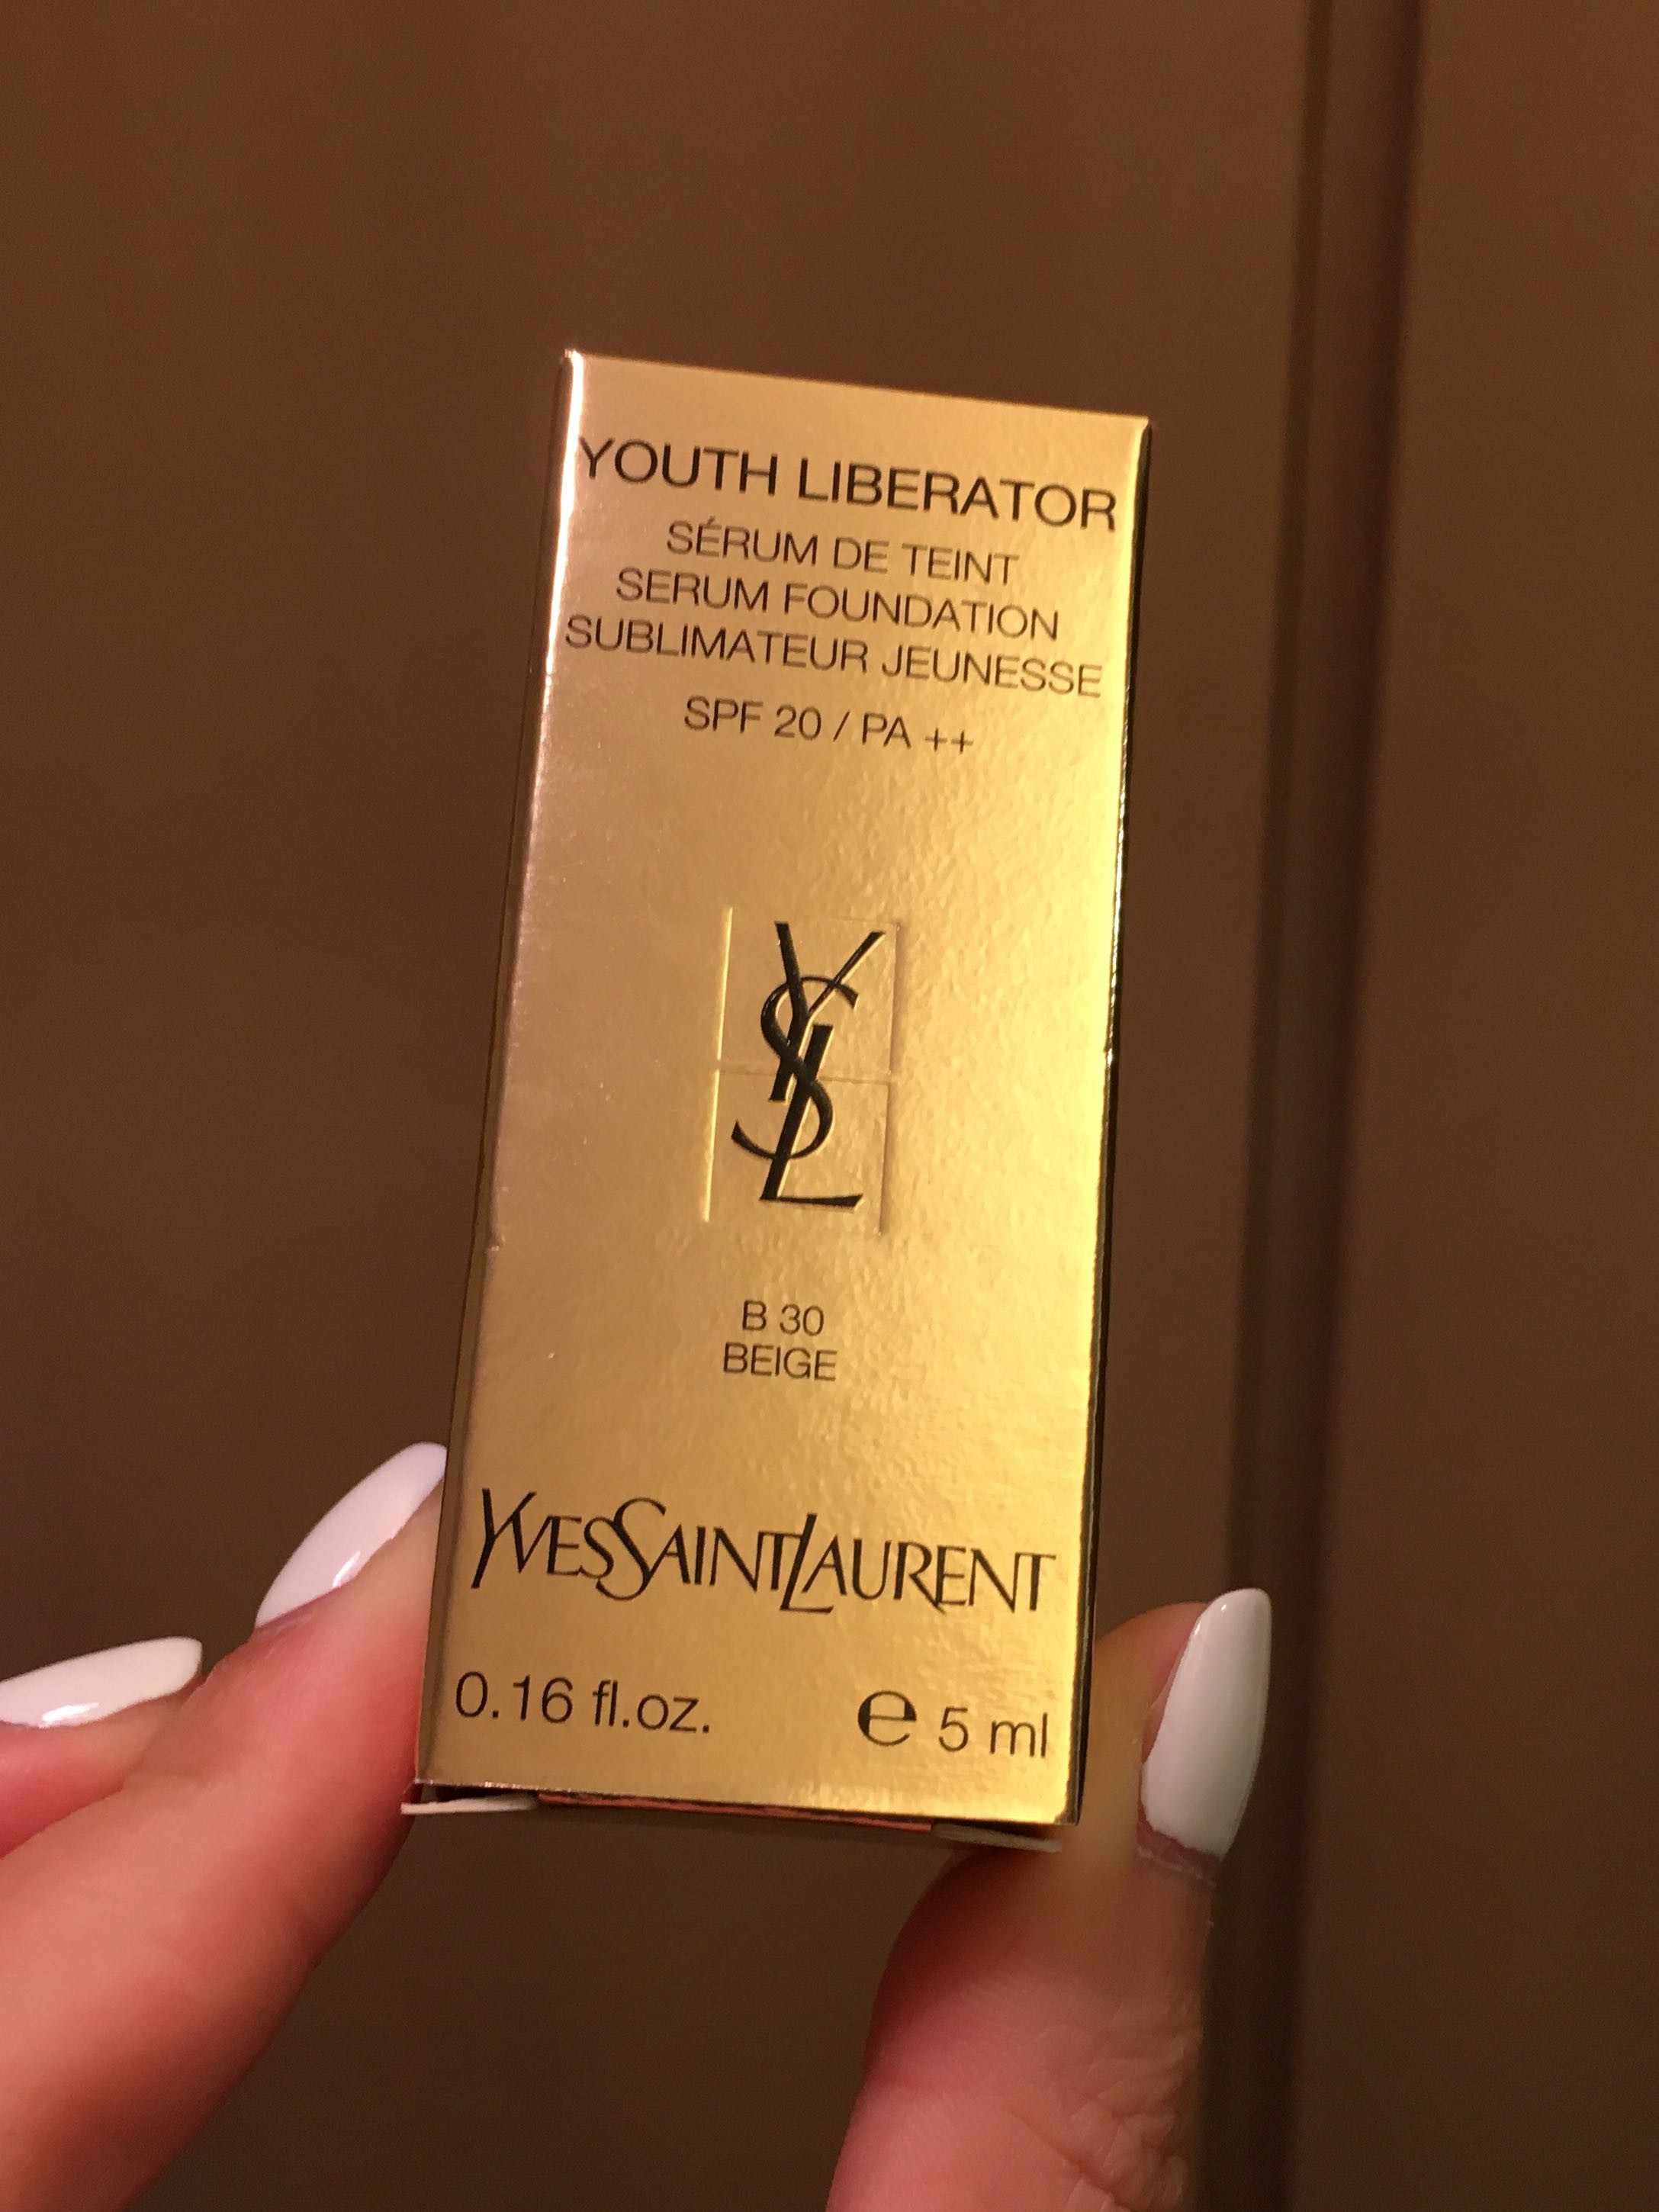 YOUTH LIBERATOR
SÉRUM DE TEINT
SERUM FOUNDATION
SUBLIMATEUR JEUNESSE
SPF 20 / PA ++
YSL
B 30
BEIGE
YVESSAINTLAURENT
0.16 fl.oz. ℮ 5 ml